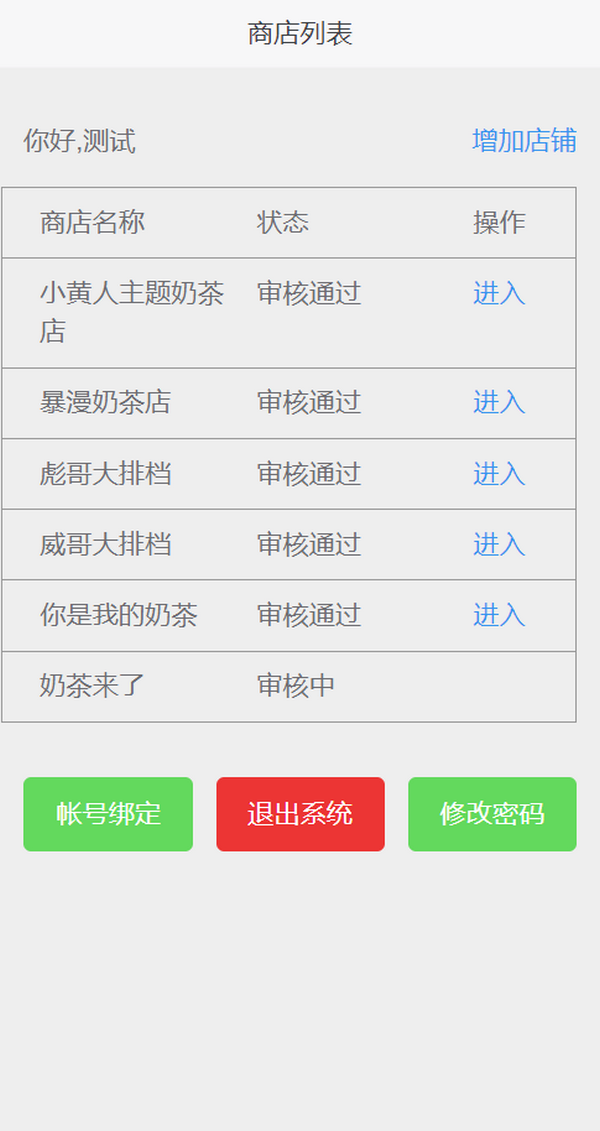 商店列表
你好,测试 增加店铺
商店名称 状态 操作
小黄人主题奶茶 审核通过 进入
店
暴漫奶茶店 审核通过 进入
彪哥大排档 审核通过 进入
威哥大排档 审核通过 进入
你是我的奶茶 审核通过 进入
奶茶来了 审核中
帐号绑定 退出系统 修改密码